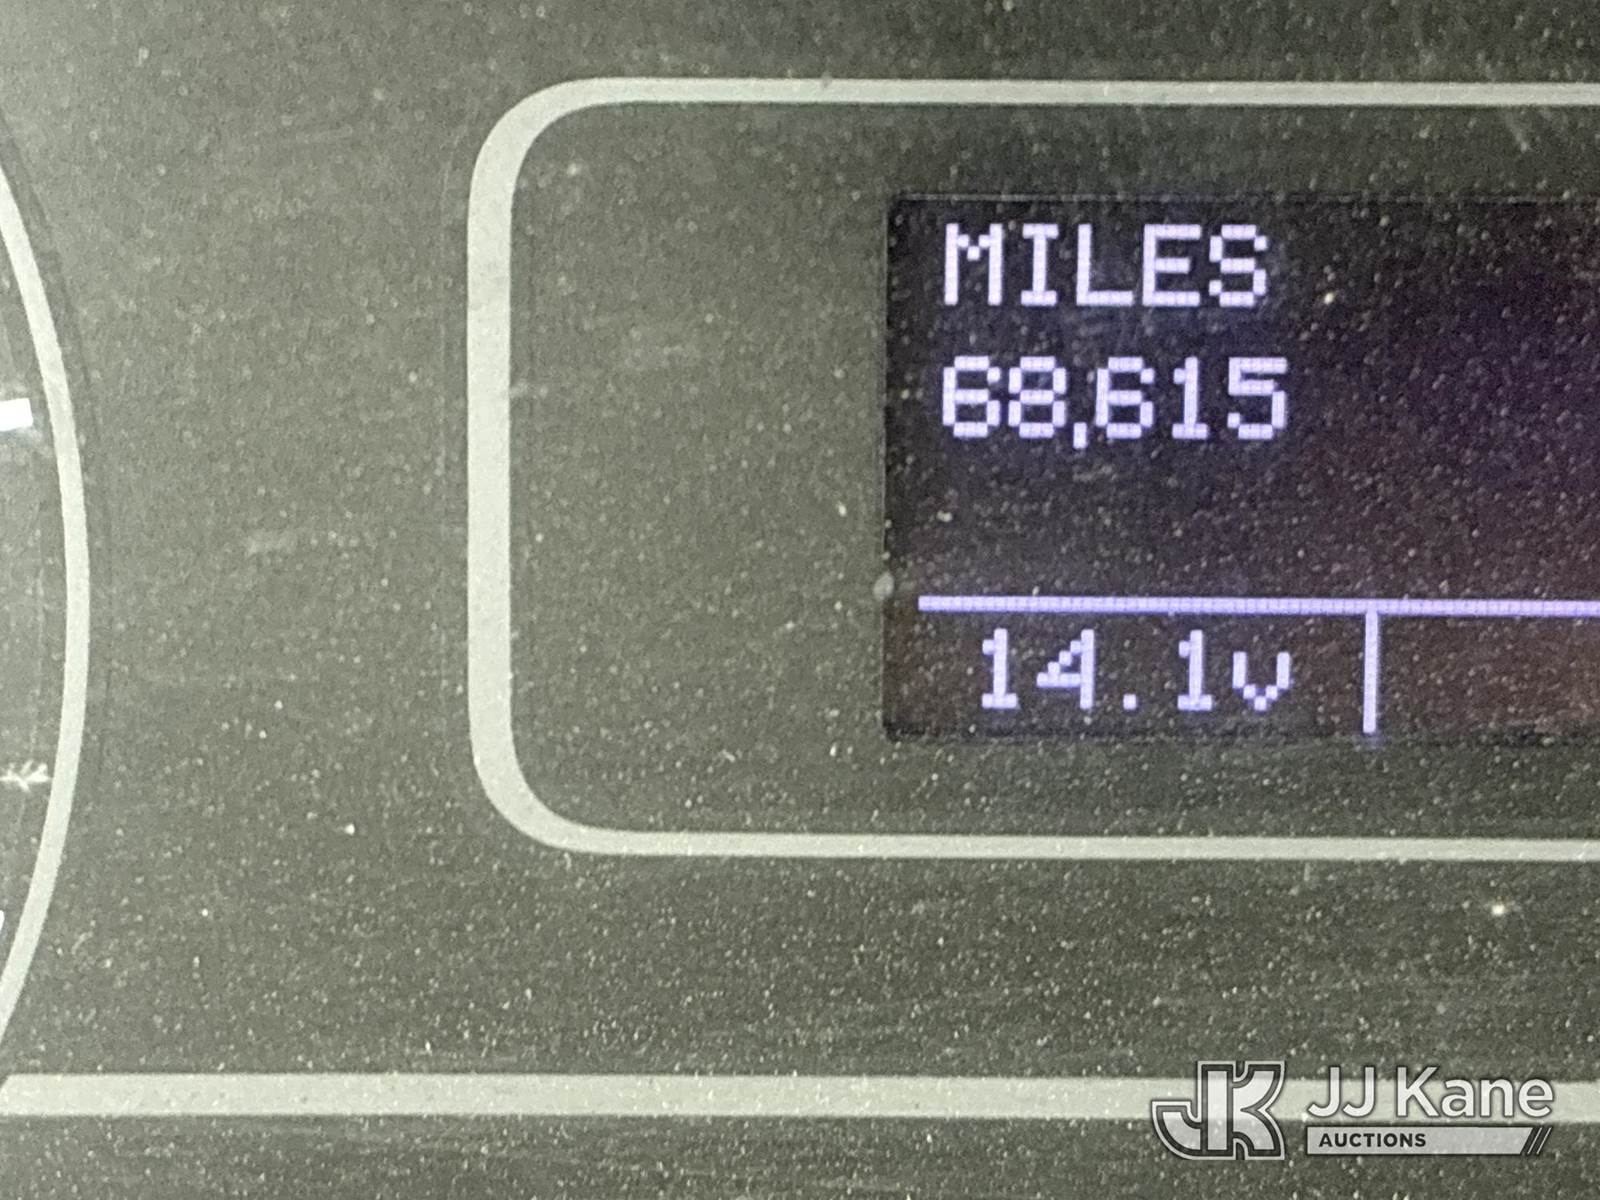 MILES
68,615
14.1v
JJ Kane
AUCTIONS